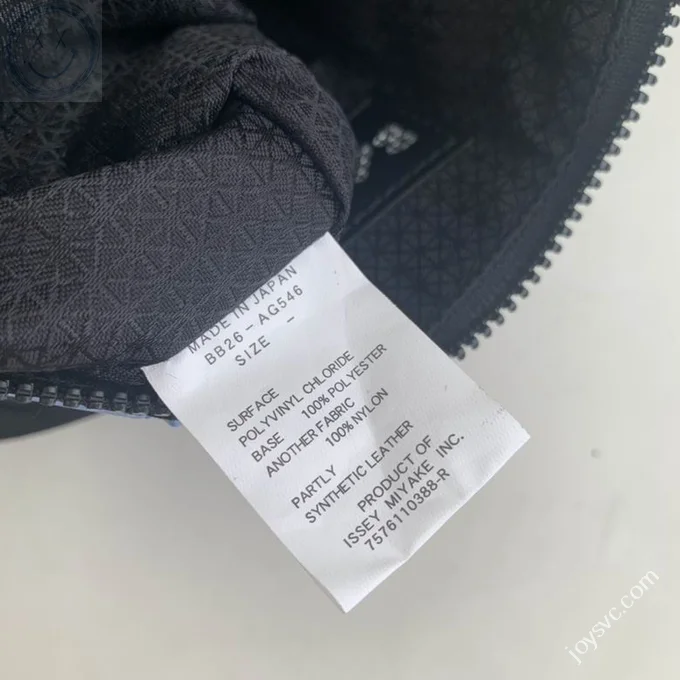 MADE IN JAPAN
BB26-AG546
SIZE -
SURFACE
POLYVINYL CHLORIDE
BASE 100% POLYESTER
ANOTHER FABRIC
100% NYLON
PARTLY
SYNTHETIC LEATHER
PRODUCT OF
ISSEY MIYAKE INC.
7576110388-R
joysvc.com